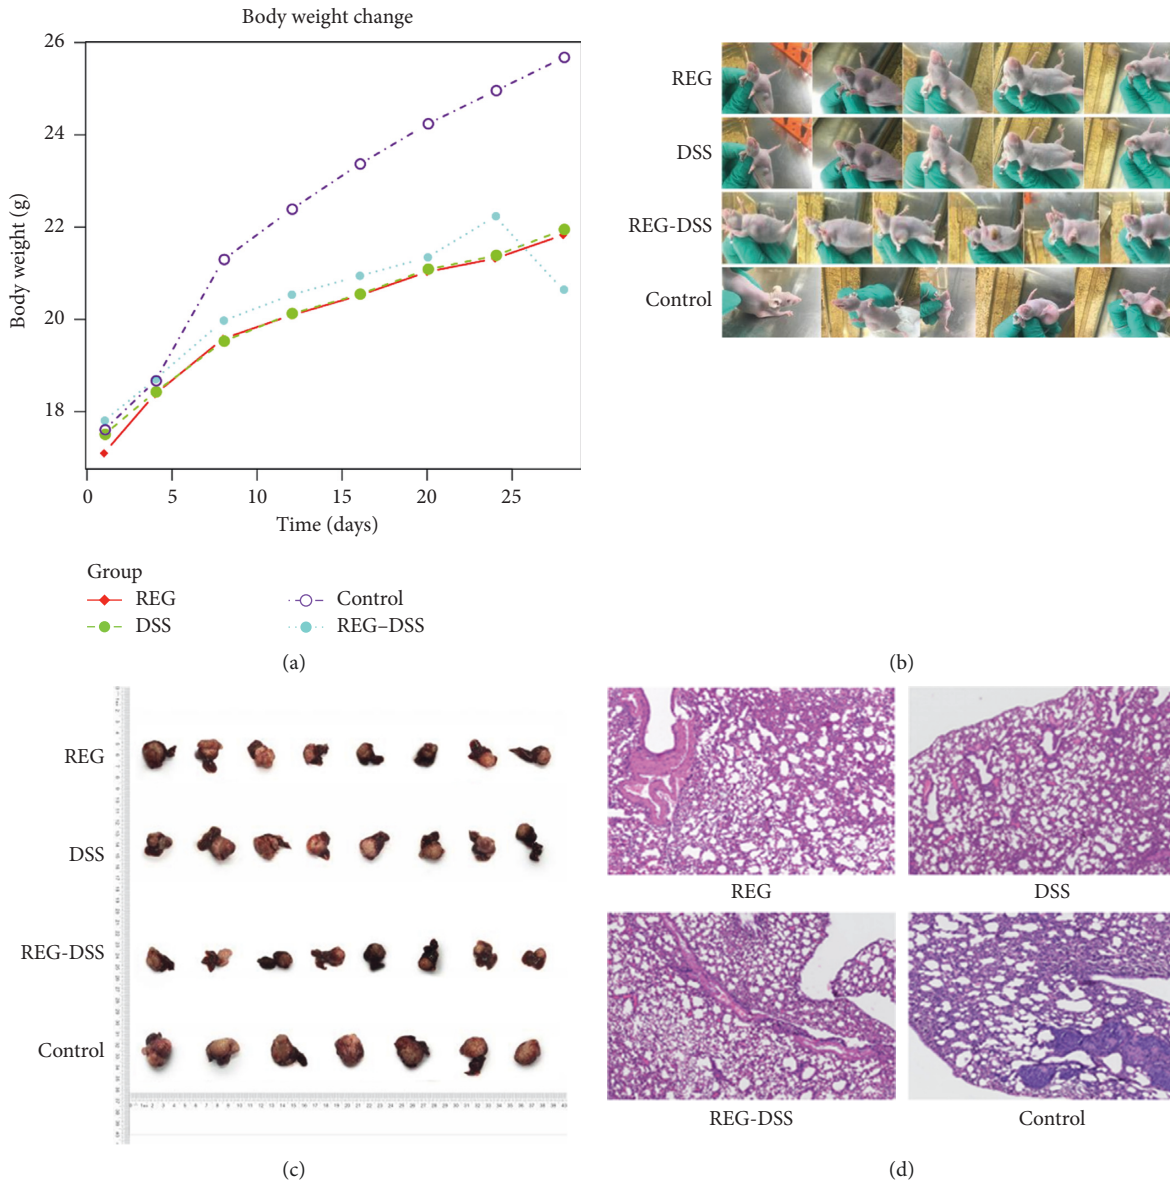 Body weight change
26
24
22
20
18
Body weight (g)
0 5 10 15 20 25
Time (days)
Group
REG
DSS
Control
REG–DSS
(a)
REG
DSS
REG-DSS
Control
(b)
REG
DSS
REG-DSS
Control
(c)
REG
DSS
REG-DSS
Control
(d)